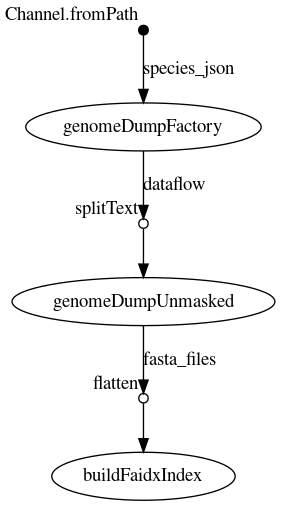 Channel.fromPath
species_json
genomeDumpFactory
dataflow
splitText
genomeDumpUnmasked
fasta_files
flatten
buildFaidxIndex